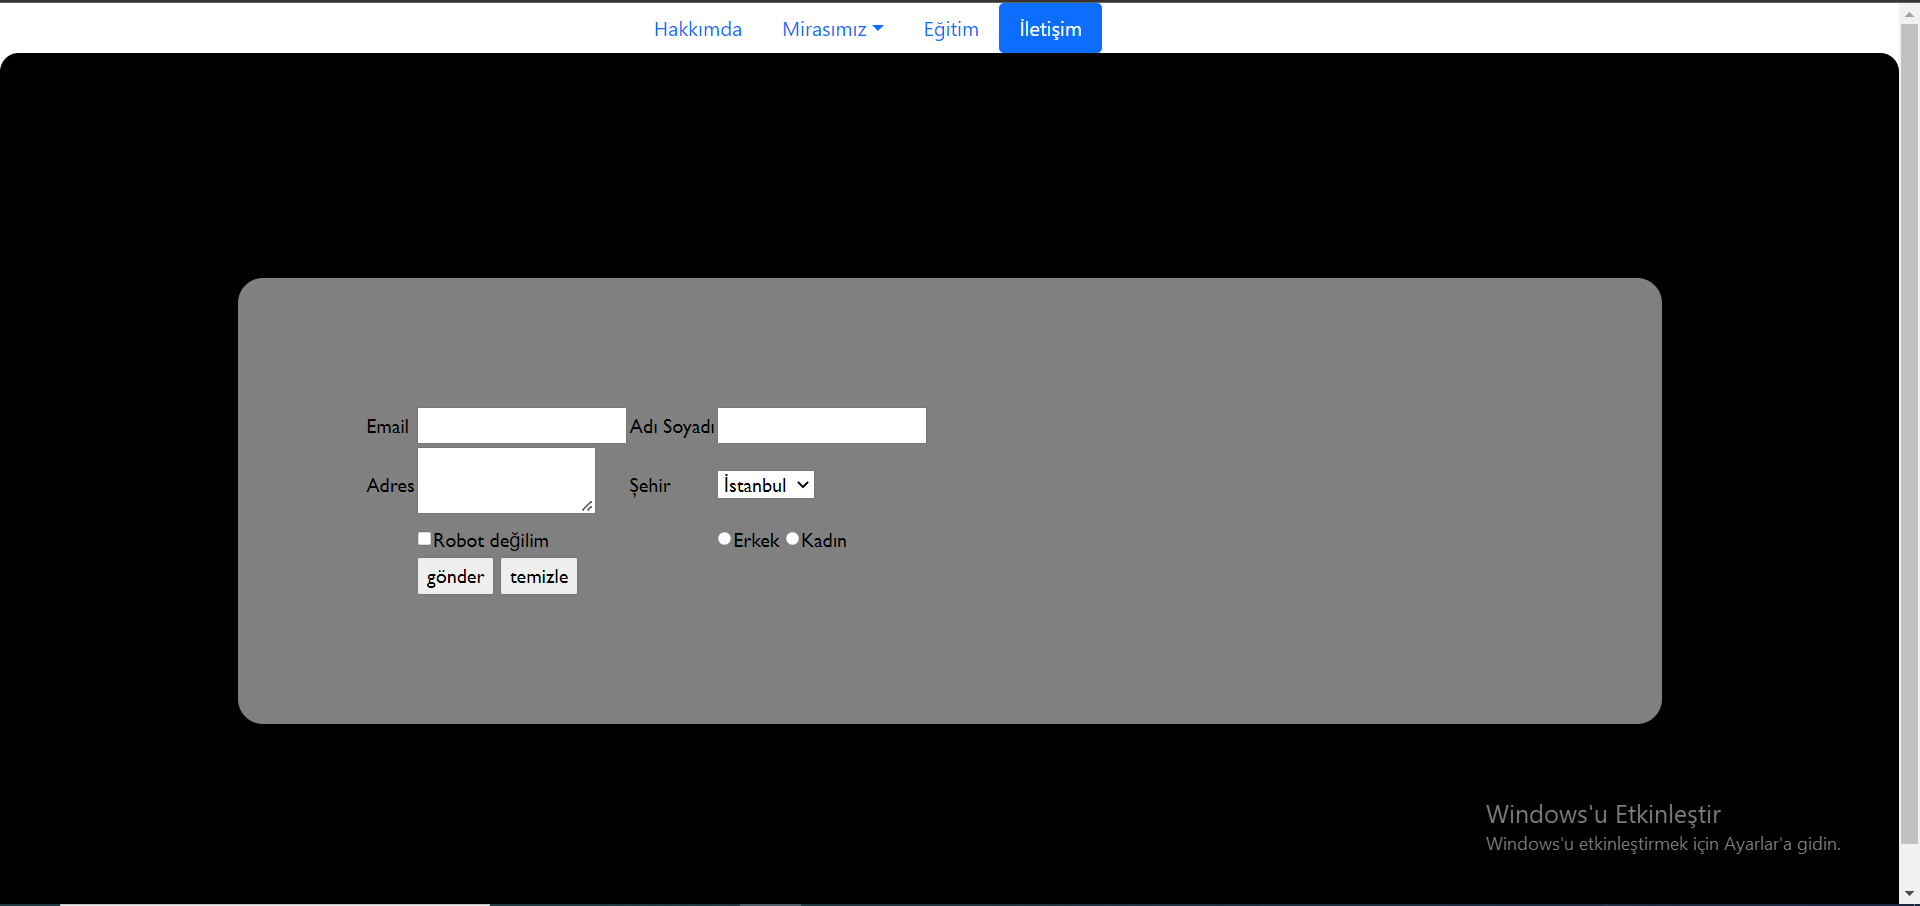 Hakkımda Mirasımız Eğitim İletişim
Email Adı Soyadı
Adres Şehir İstanbul
Robot değilim Erkek Kadın
gönder temizle
Windows'u Etkinleştir
Windows'u etkinleştirmek için Ayarlar'a gidin.